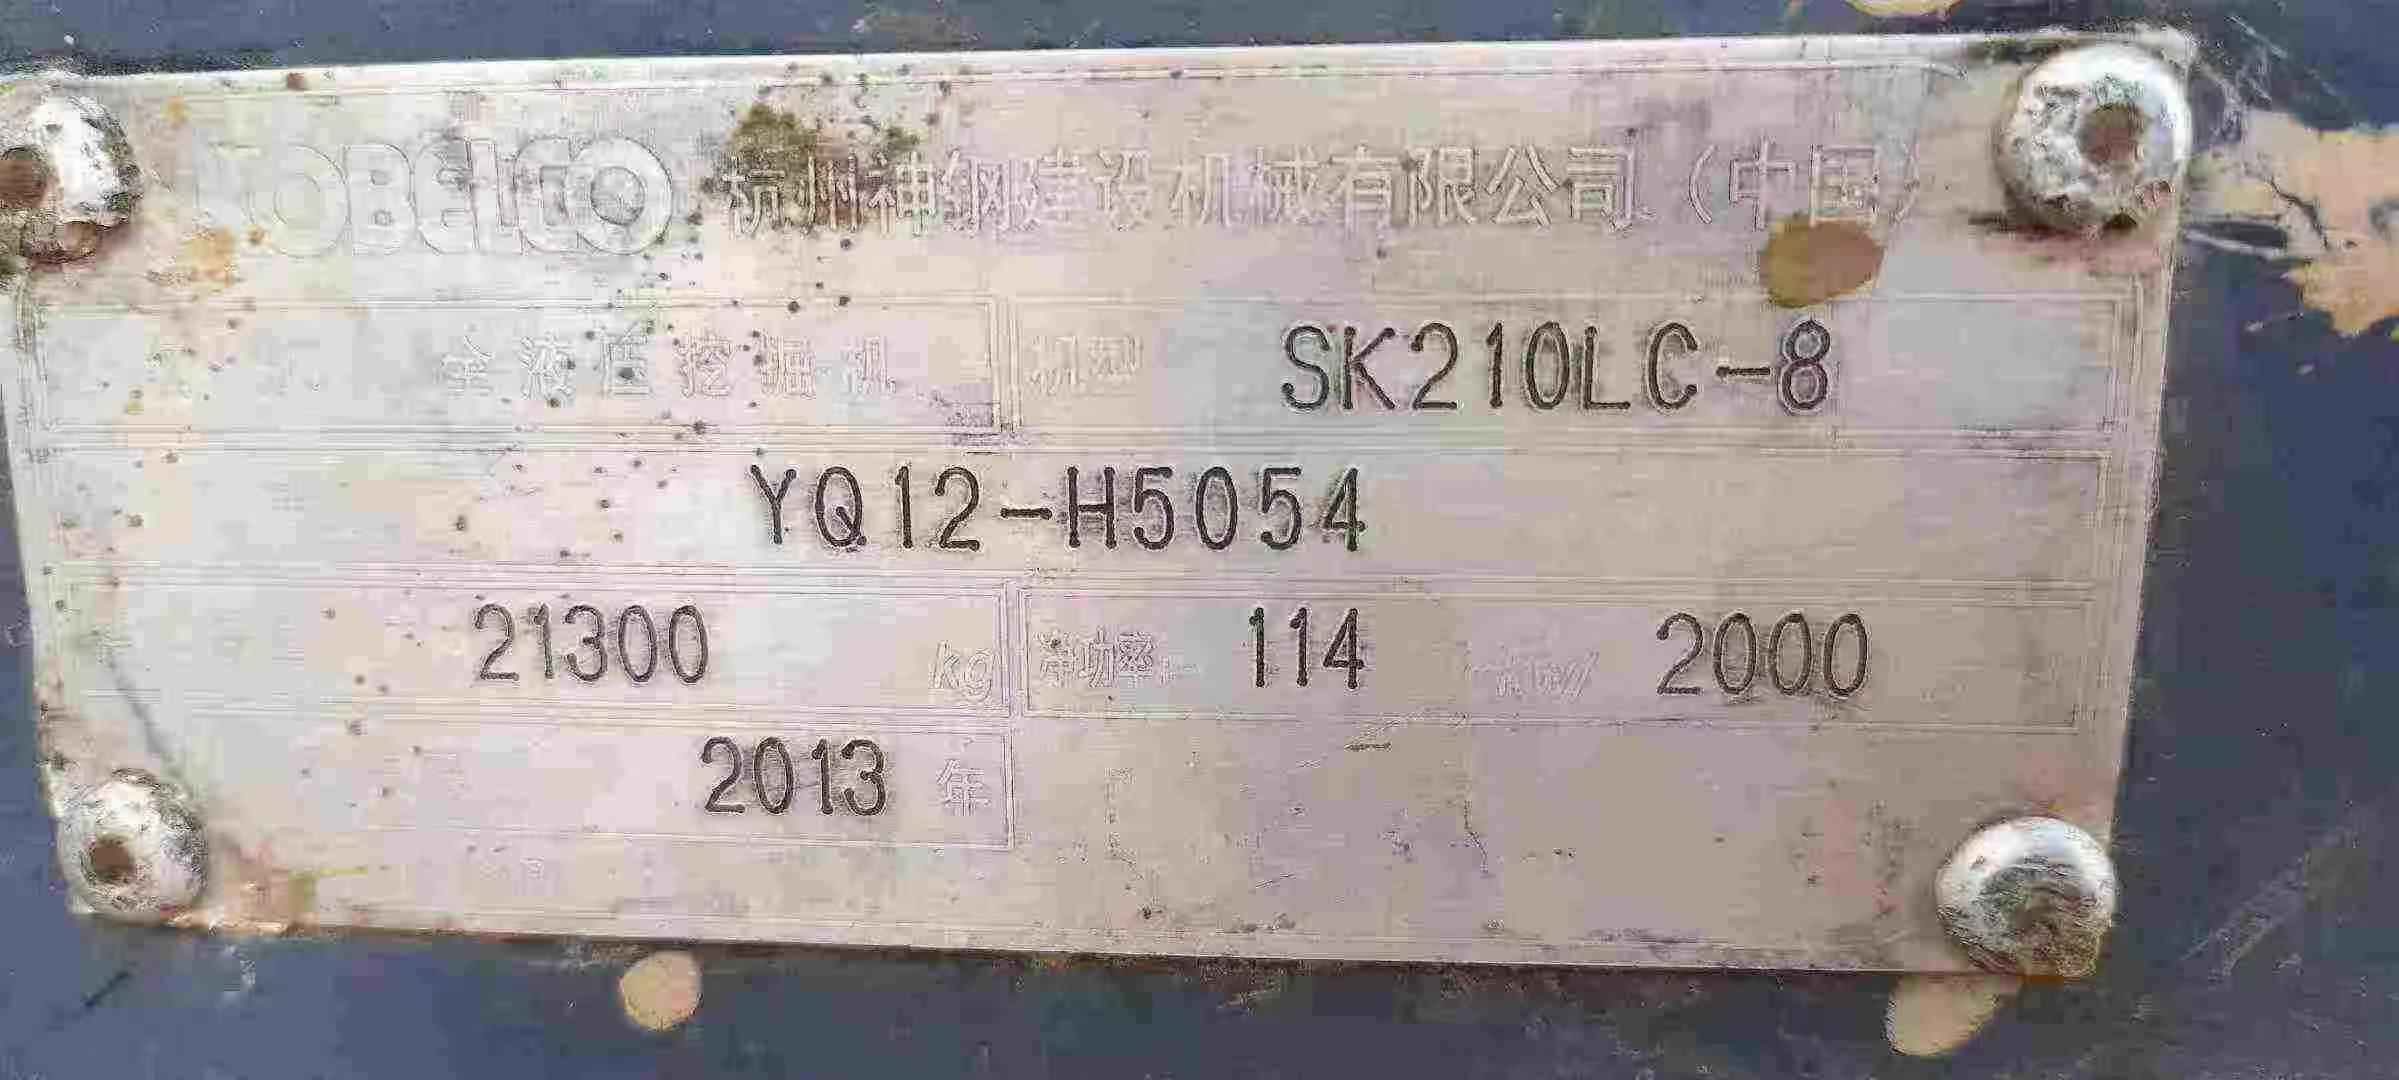 KOBELCO 杭州神钢建设机械有限公司（中国）
全液压挖掘机 机型 SK210LC-8
YQ12-H5054
21300 kg 净功率: 114 kw/ 2000
2013 年